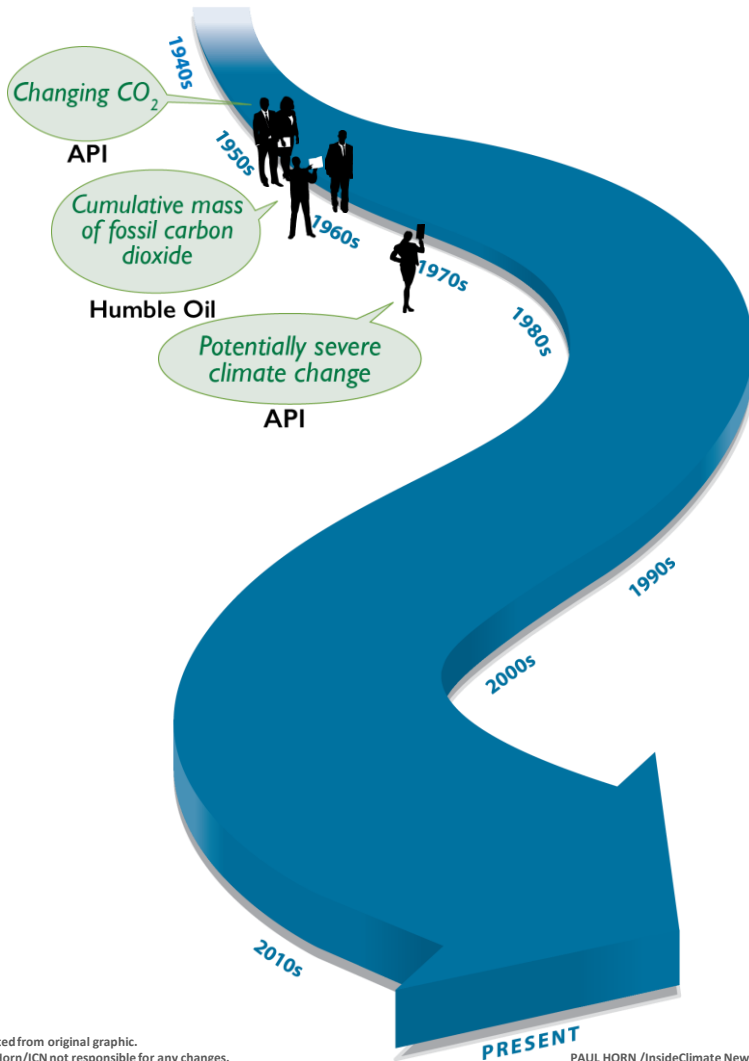 1940s
Changing CO₂
API
1950s
Cumulative mass
of fossil carbon
dioxide
1960s
Humble Oil
1970s
1980s
Potentially severe
climate change
API
1990s
2000s
2010s
PRESENT
from original graphic.
ICN not responsible for any changes.
PAUL HORN /InsideClimate New